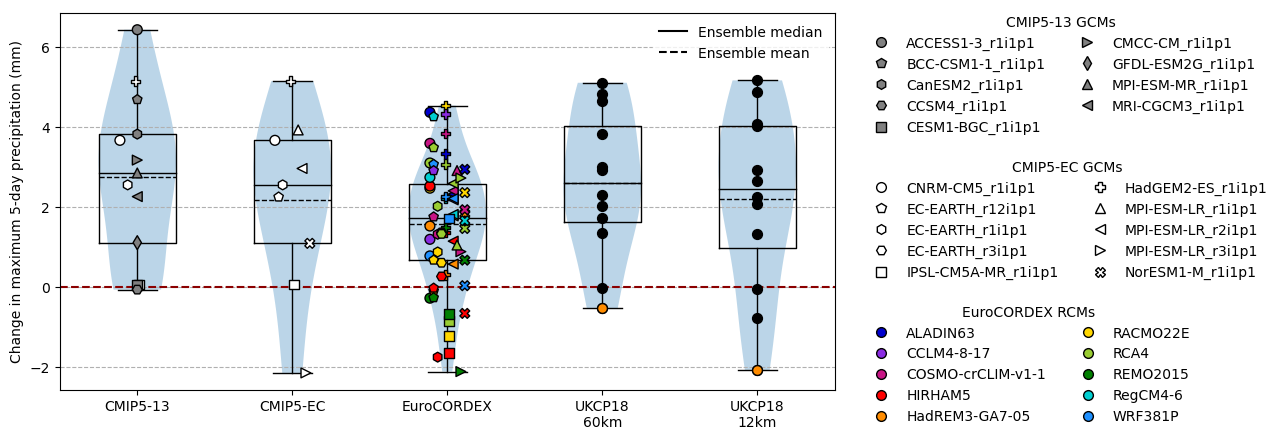 Change in maximum 5-day precipitation (mm)
6
4
2
0
−2
Ensemble median
Ensemble mean
CMIP5-13
CMIP5-EC
EuroCORDEX
UKCP18
60km
UKCP18
12km
CMIP5-13 GCMs
ACCESS1-3_r1i1p1
BCC-CSM1-1_r1i1p1
CanESM2_r1i1p1
CCSM4_r1i1p1
CESM1-BGC_r1i1p1
CMCC-CM_r1i1p1
GFDL-ESM2G_r1i1p1
MPI-ESM-MR_r1i1p1
MRI-CGCM3_r1i1p1
CMIP5-EC GCMs
CNRM-CM5_r1i1p1
EC-EARTH_r12i1p1
EC-EARTH_r1i1p1
EC-EARTH_r3i1p1
IPSL-CM5A-MR_r1i1p1
HadGEM2-ES_r1i1p1
MPI-ESM-LR_r1i1p1
MPI-ESM-LR_r2i1p1
MPI-ESM-LR_r3i1p1
NorESM1-M_r1i1p1
EuroCORDEX RCMs
ALADIN63
CCLM4-8-17
COSMO-crCLIM-v1-1
HIRHAM5
HadREM3-GA7-05
RACMO22E
RCA4
REMO2015
RegCM4-6
WRF381P